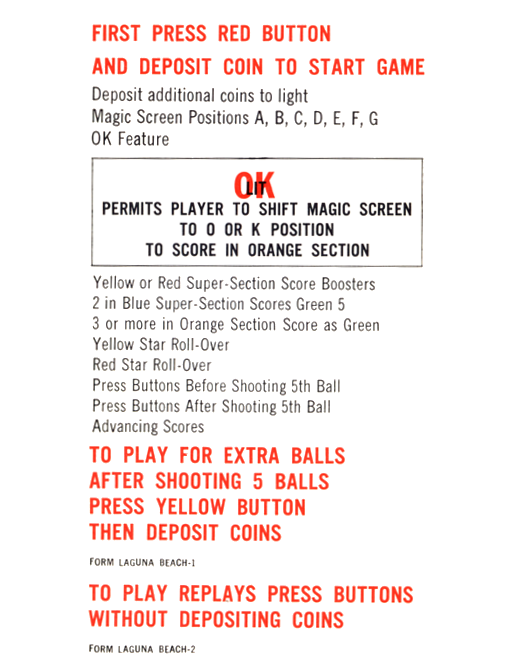 FIRST PRESS RED BUTTON
AND DEPOSIT COIN TO START GAME
Deposit additional coins to light
Magic Screen Positions A, B, C, D, E, F, G
OK Feature
OK
LIT
PERMITS PLAYER TO SHIFT MAGIC SCREEN
TO O OR K POSITION
TO SCORE IN ORANGE SECTION
Yellow or Red Super-Section Score Boosters
2 in Blue Super-Section Scores Green 5
3 or more in Orange Section Score as Green
Yellow Star Roll-Over
Red Star Roll-Over
Press Buttons Before Shooting 5th Ball
Press Buttons After Shooting 5th Ball
Advancing Scores
TO PLAY FOR EXTRA BALLS
AFTER SHOOTING 5 BALLS
PRESS YELLOW BUTTON
THEN DEPOSIT COINS
FORM LAGUNA BEACH-1
TO PLAY REPLAYS PRESS BUTTONS
WITHOUT DEPOSITING COINS
FORM LAGUNA BEACH-2